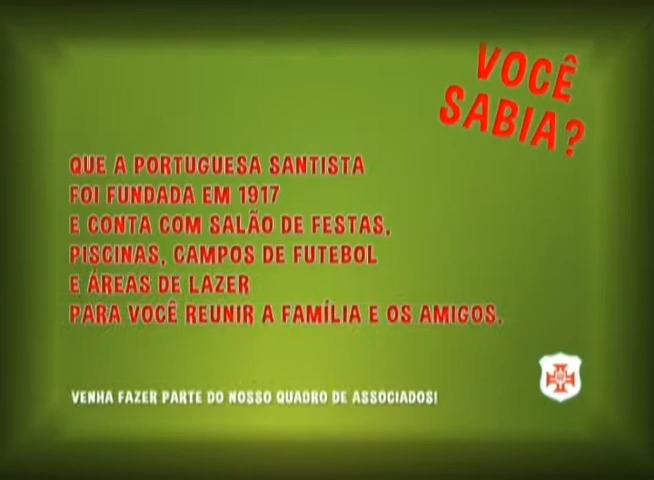 VOCÊ
SABIA?
QUE A PORTUGUESA SANTISTA
FOI FUNDADA EM 1917
E CONTA COM SALÃO DE FESTAS,
PISCINAS, CAMPOS DE FUTEBOL
E ÁREAS DE LAZER
PARA VOCÊ REUNIR A FAMÍLIA E OS AMIGOS.
VENHA FAZER PARTE DO NOSSO QUADRO DE ASSOCIADOS!